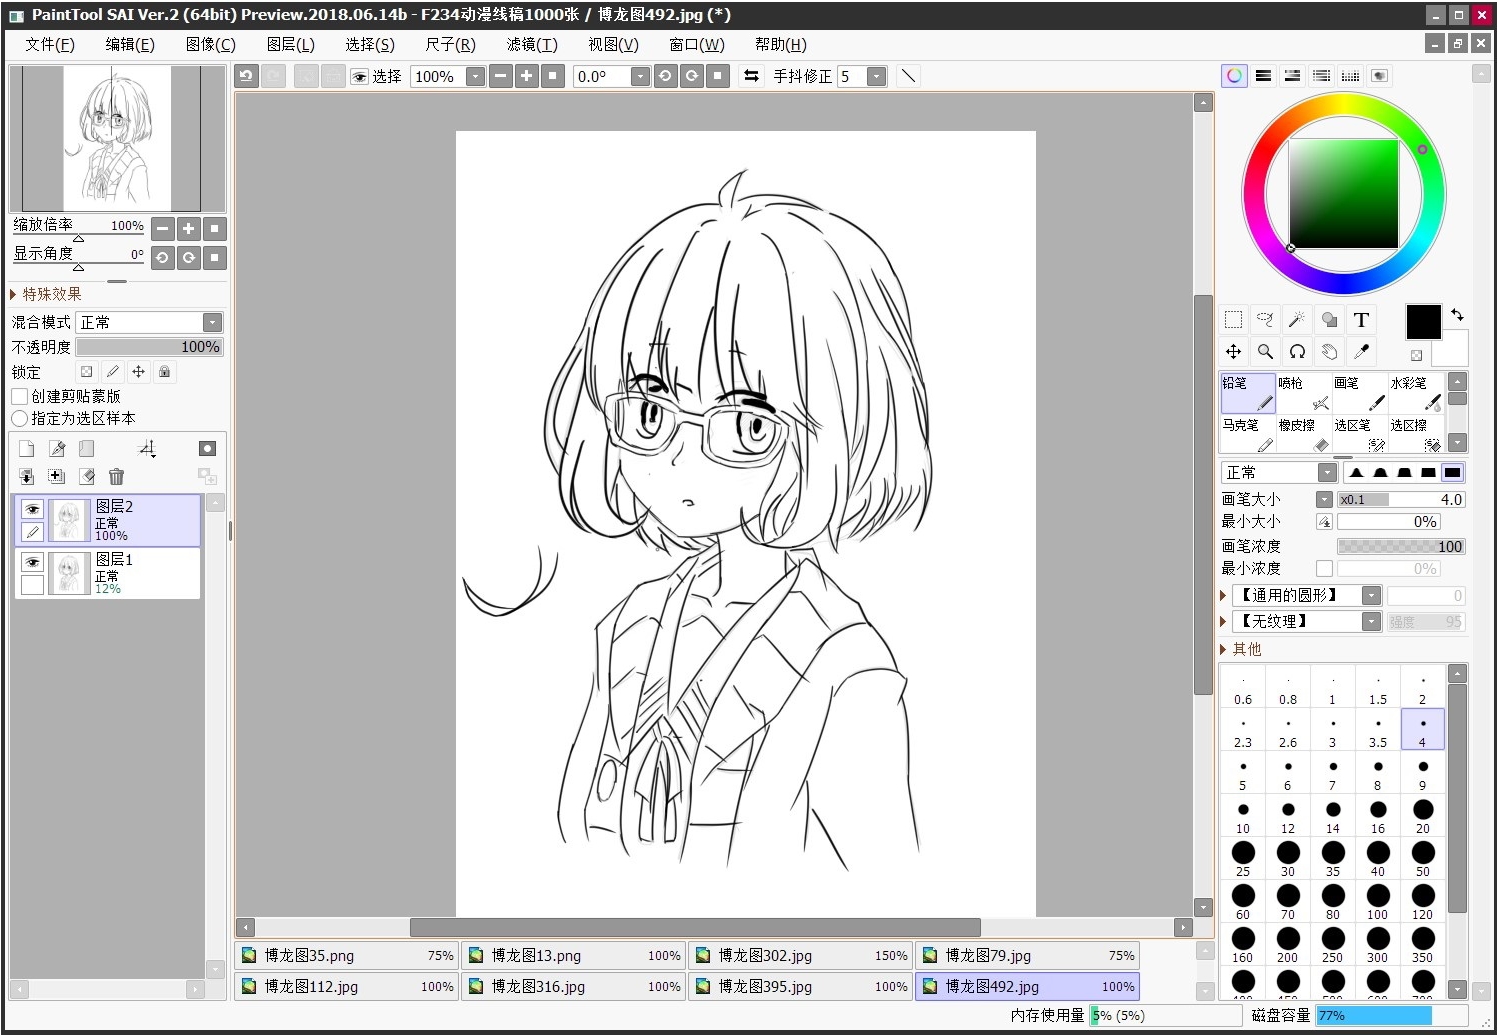 PaintTool SAI Ver.2 (64bit) Preview.2018.06.14b - F234动漫线稿1000张 / 博龙图492.jpg (*)
文件(F) 编辑(E) 图像(C) 图层(L) 选择(S) 尺子(R) 滤镜(T) 视图(V) 窗口(W) 帮助(H)
选择 100% 0.0° 手抖修正 5
缩放倍率 100%
显示角度 0°
特殊效果
混合模式 正常
不透明度 100%
锁定
创建剪贴蒙版
指定为选区样本
图层2
正常
100%
图层1
正常
12%
T
铅笔 喷枪 画笔 水彩笔
马克笔 橡皮擦 选区笔 选区擦
正常
画笔大小 x0.1 4.0
最小大小 0%
画笔浓度 100
最小浓度 0%
【通用的圆形】 0
【无纹理】 强度 95
其他
0.6 0.8 1 1.5 2
2.3 2.6 3 3.5 4
5 6 7 8 9
10 12 14 16 20
25 30 35 40 50
60 70 80 100 120
160 200 250 300 350
博龙图35.png 75% 博龙图13.png 100% 博龙图302.jpg 150% 博龙图79.jpg 75%
博龙图112.jpg 100% 博龙图316.jpg 100% 博龙图395.jpg 100% 博龙图492.jpg 100%
内存使用量 5% (5%) 磁盘容量 77%